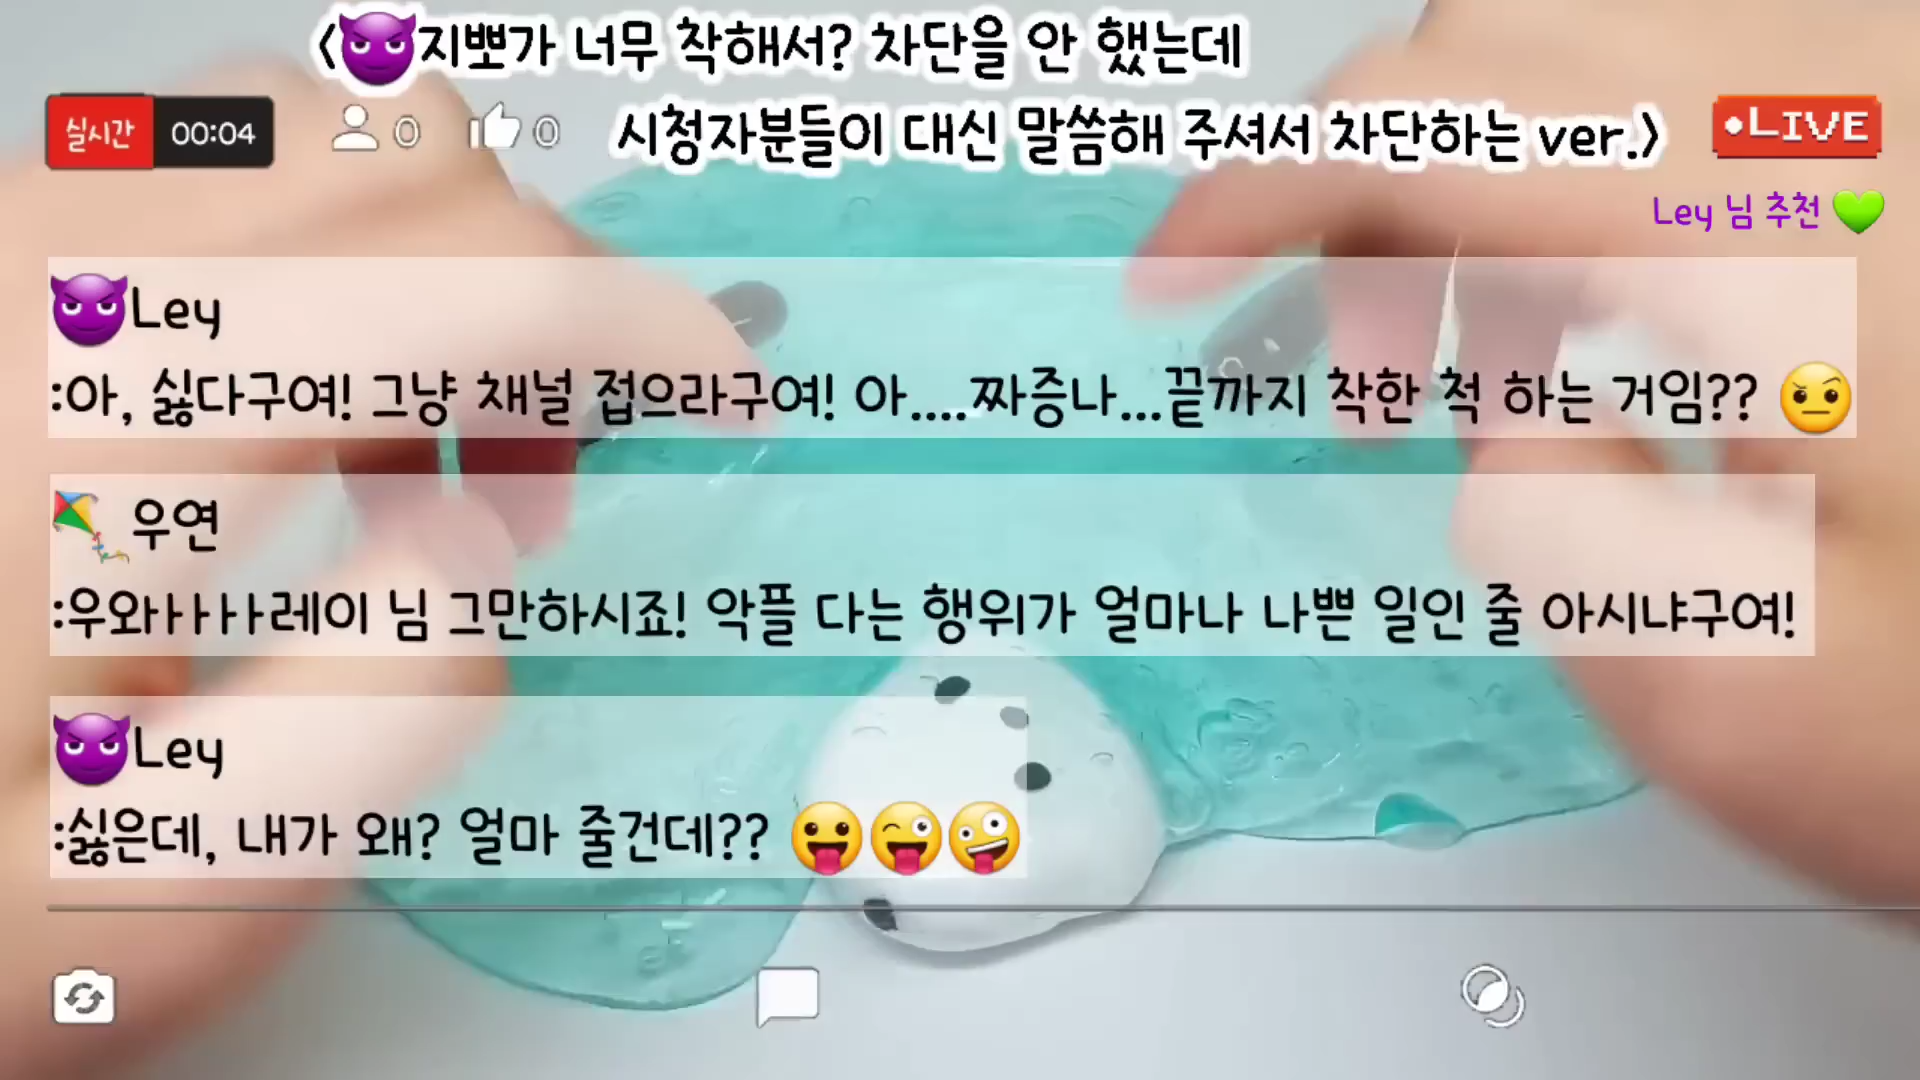 <😈지뽀가 너무 착해서? 차단을 안 했는데
시청자분들이 대신 말씀해 주셔서 차단하는 ver.>
실시간 00:04 0 0
•LIVE
Ley 님 추천 💚
😈Ley
:아, 싫다구여! 그냥 채널 접으라구여! 아....짜증나...끝까지 착한 척 하는 거임?? 🤨
🪁우연
:우와ㅏㅏㅏㅏ레이 님 그만하시죠! 악플 다는 행위가 얼마나 나쁜 일인 줄 아시냐구여!
😈Ley
:싫은데, 내가 왜? 얼마 줄건데?? 😛😜🤪